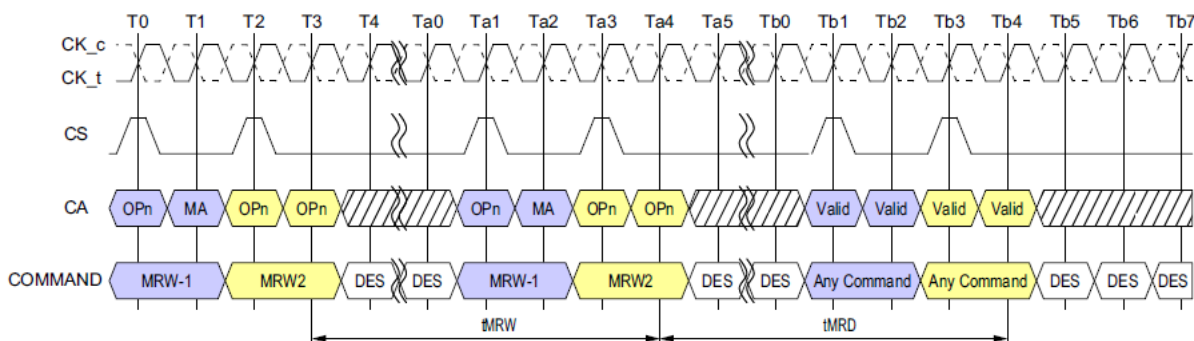 T0 T1 T2 T3 T4 Ta0 Ta1 Ta2 Ta3 Ta4 Ta5 Tb0 Tb1 Tb2 Tb3 Tb4 Tb5 Tb6 Tb7
CK_c
CK_t
CS
CA OPn MA OPn OPn OPn MA OPn OPn Valid Valid Valid Valid
COMMAND MRW-1 MRW2 DES DES MRW-1 MRW2 DES DES Any Command Any Command DES DES DES
tMRW tMRD